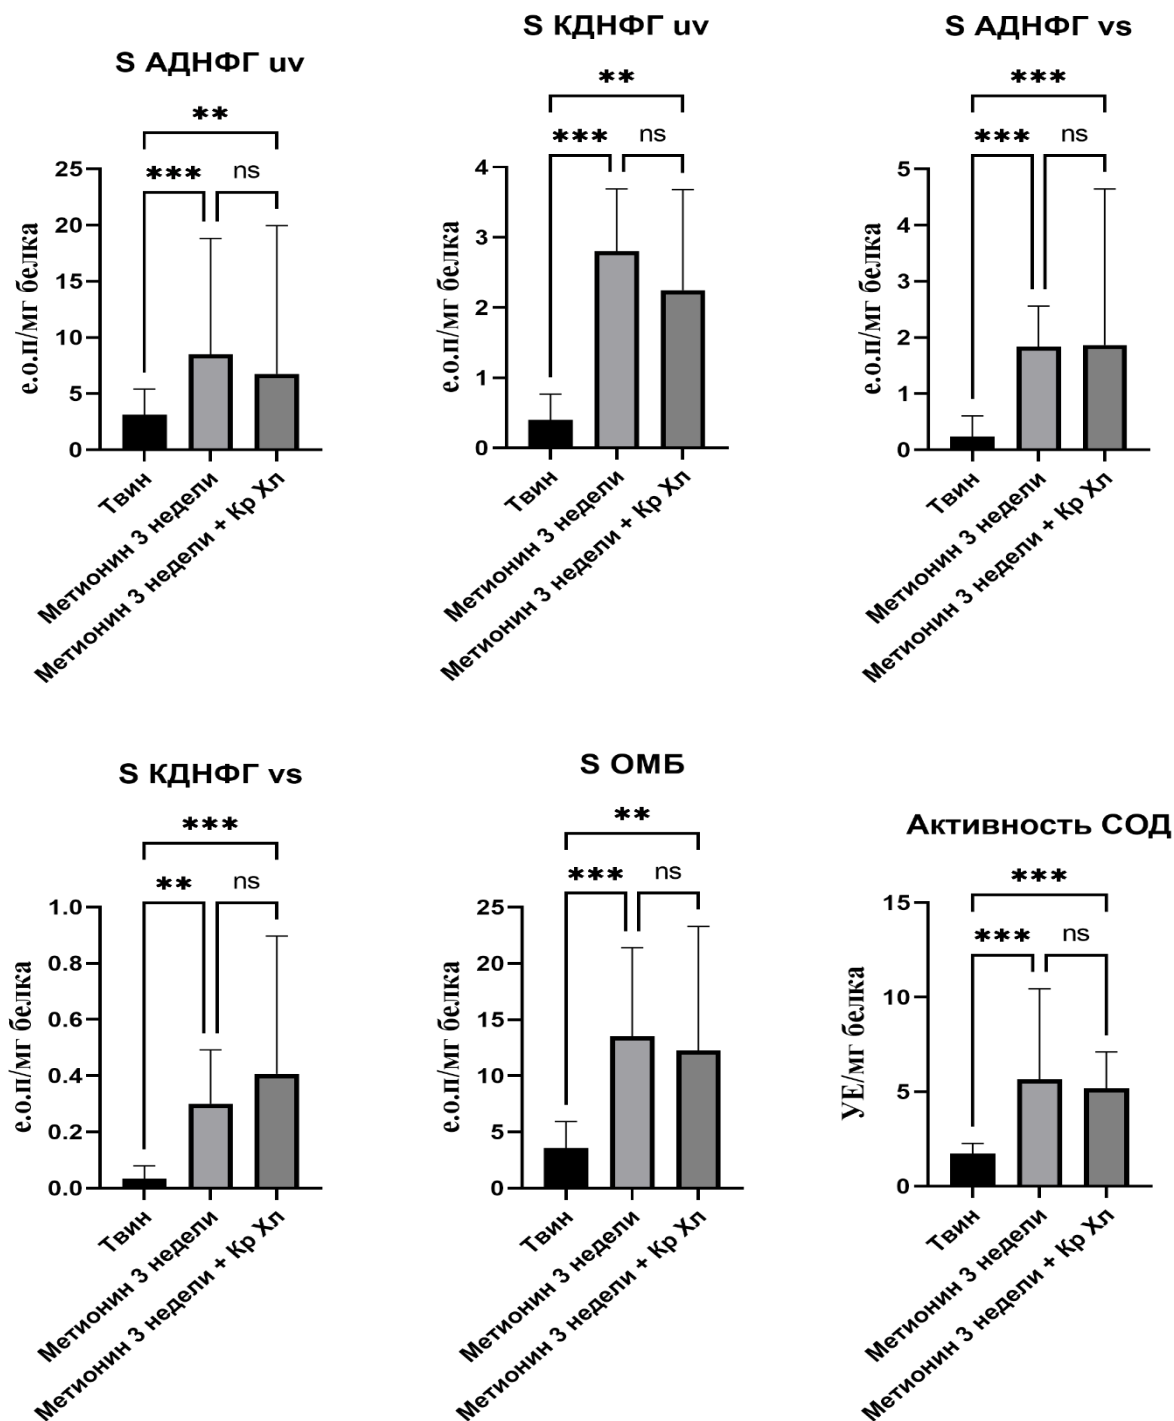 S АДНФГ uv
**
***
ns
25
20
15
10
5
0
е.о.п/мг белка
Твин
Метионин 3 недели
Метионин 3 недели + Кр Хл
S КДНФГ uv
**
***
ns
4
3
2
1
0
е.о.п/мг белка
Твин
Метионин 3 недели
Метионин 3 недели + Кр Хл
S АДНФГ vs
***
***
ns
5
4
3
2
1
0
е.о.п/мг белка
Твин
Метионин 3 недели
Метионин 3 недели + Кр Хл
S КДНФГ vs
***
**
ns
1.0
0.8
0.6
0.4
0.2
0.0
е.о.п/мг белка
Твин
Метионин 3 недели
Метионин 3 недели + Кр Хл
S ОМБ
**
***
ns
25
20
15
10
5
0
е.о.п/мг белка
Твин
Метионин 3 недели
Метионин 3 недели + Кр Хл
Активность СОД
***
***
ns
15
10
5
0
УЕ/мг белка
Твин
Метионин 3 недели
Метионин 3 недели + Кр Хл